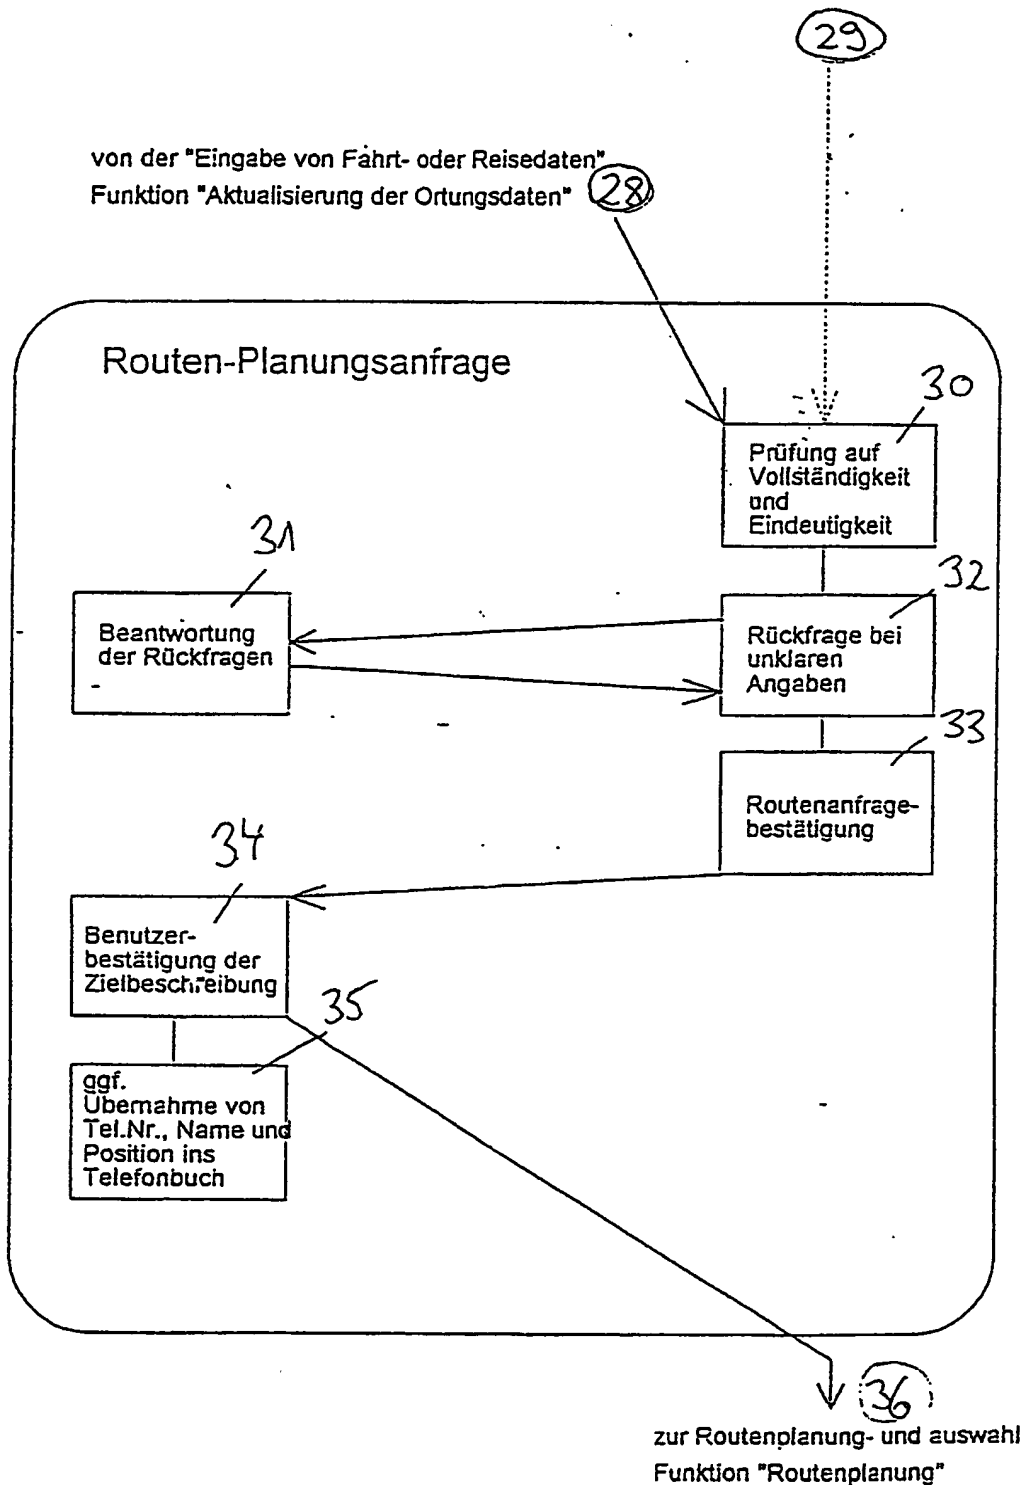 29
von der "Eingabe von Fahrt- oder Reisedaten"
Funktion "Aktualisierung der Ortungsdaten" 28
Routen-Planungsanfrage
30
Prüfung auf
Vollständigkeit
und
Eindeutigkeit
31
Beantwortung
der Rückfragen
32
Rückfrage bei
unklaren
Angaben
33
Routenanfrage-
bestätigung
34
Benutzer-
bestätigung der
Zielbeschreibung
35
ggf.
Übernahme von
Tel.Nr., Name und
Position ins
Telefonbuch
36
zur Routenplanung- und auswahl
Funktion "Routenplanung"